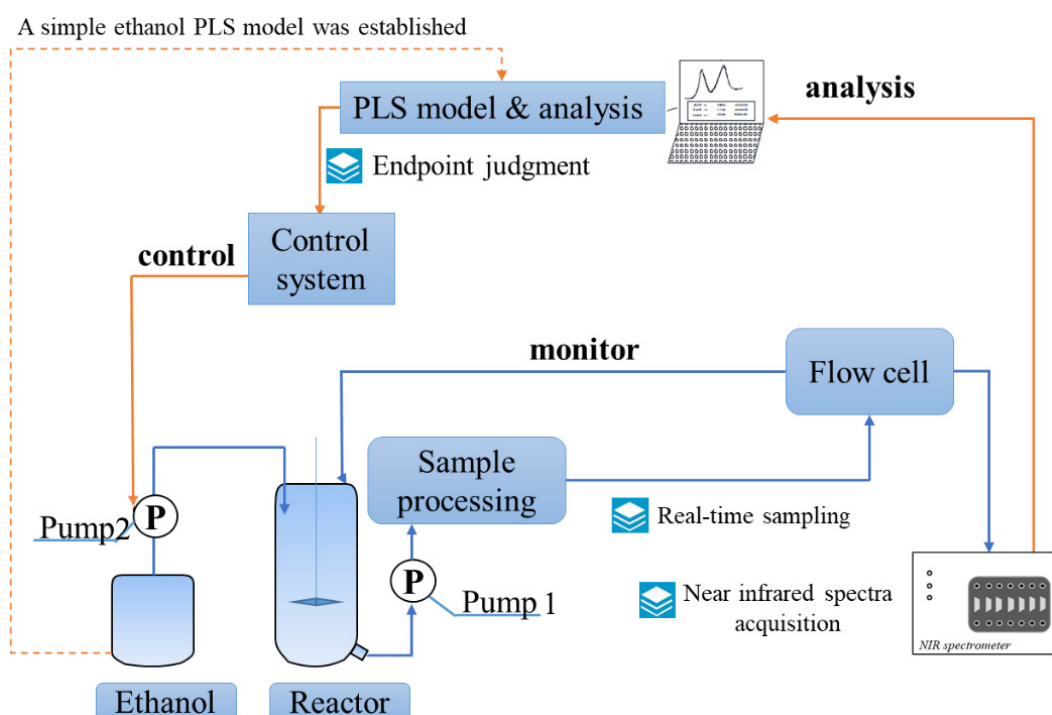 A simple ethanol PLS model was established
PLS model & analysis
analysis
Endpoint judgment
Control
system
control
monitor
Flow cell
Sample
processing
Real-time sampling
Pump2
P
P
Pump 1
Near infrared spectra
acquisition
NIR spectrometer
Ethanol
Reactor